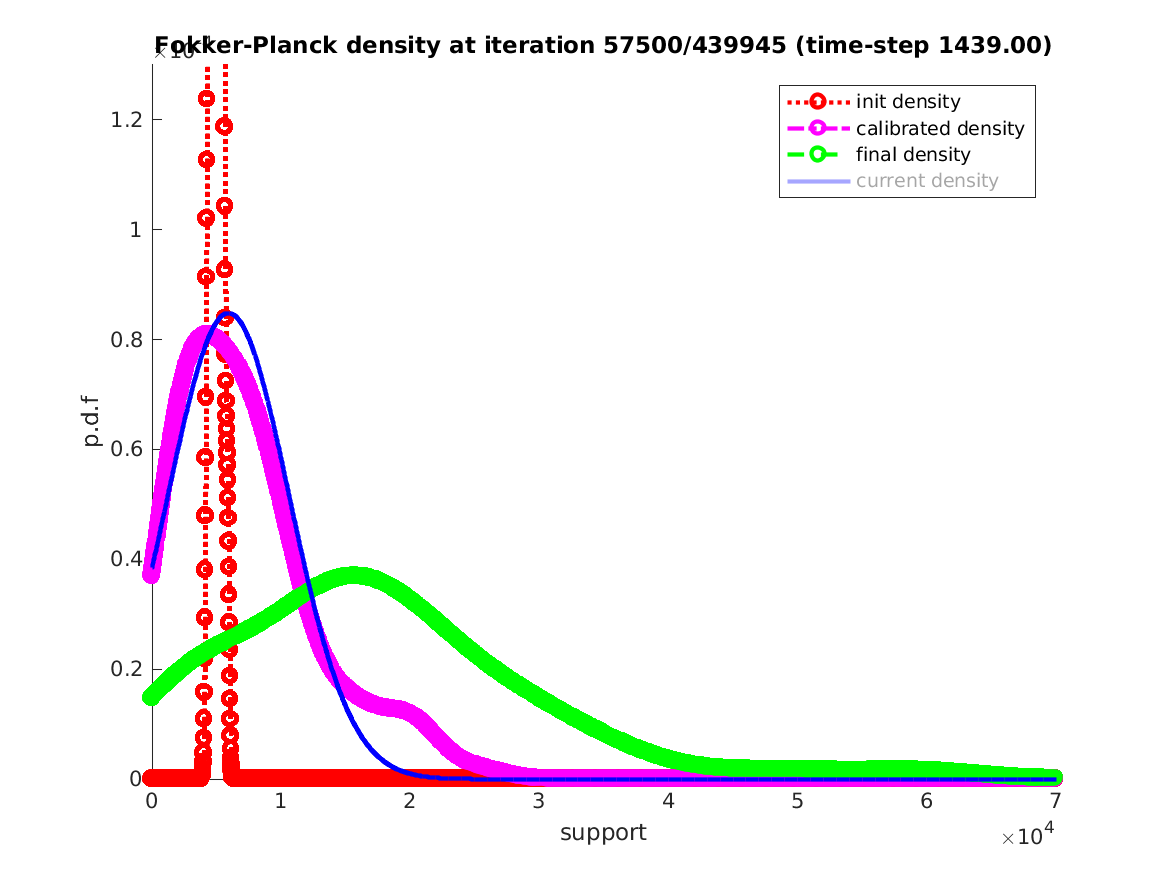 Fokker-Planck density at iteration 57500/439945 (time-step 1439.00)
×10
init density
calibrated density
final density
current density
p.d.f
1.2
1
0.8
0.6
0.4
0.2
0
0 1 2 3 4 5 6 7
support
×10^4